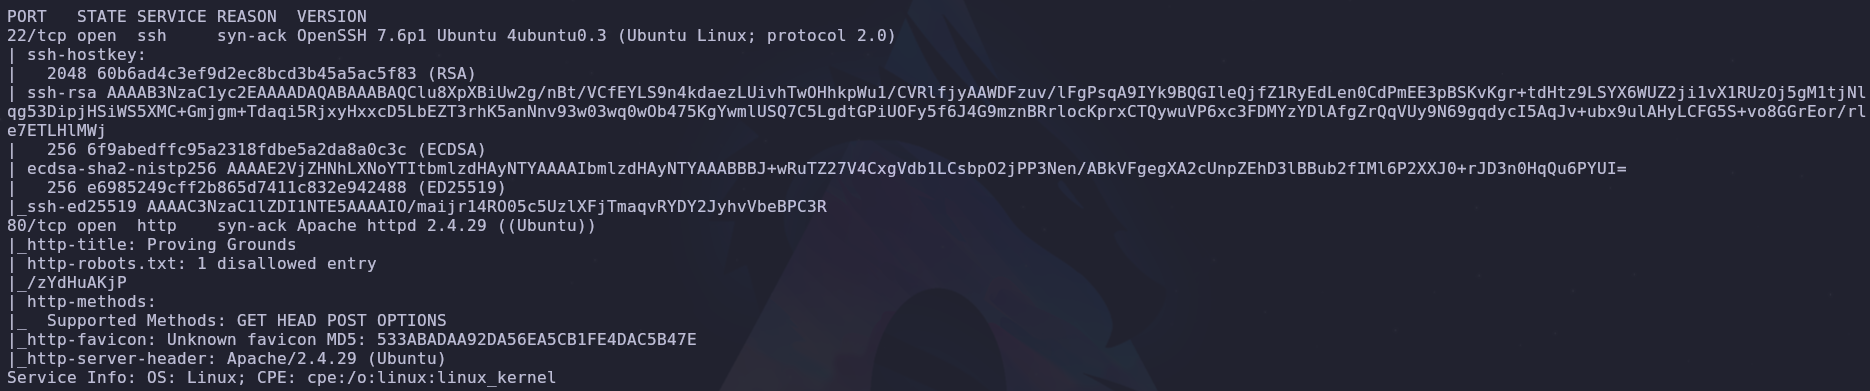 PORT   STATE SERVICE REASON  VERSION
22/tcp open  ssh     syn-ack OpenSSH 7.6p1 Ubuntu 4ubuntu0.3 (Ubuntu Linux; protocol 2.0)
| ssh-hostkey:
|   2048 60b6ad4c3ef9d2ec8bcd3b45a5ac5f83 (RSA)
| ssh-rsa AAAAB3NzaC1yc2EAAAADAQABAAABAQClu8XpXBiUw2g/nBt/VCfEYLS9n4kdaezLUivhTwOHhkpWu1/CVRlfjyAAWDFzuv/lFgPsqA9IYk9BQGIleQjfZ1RyEdLen0CdPmEE3pBSKvKgr+tdHtz9LSYX6WUZ2ji1vX1RUzOj5gM1tjNl
qg53DipjHSiWS5XMC+Gmjgm+Tdaqi5RjxyHxxcD5LbEZT3rhK5anNnv93w03wq0wOb475KgYwmlUSQ7C5LgdtGPiUOFy5f6J4G9mznBRrlocKprxCTQywuVP6xc3FDMYzYDlAfgZrQqVUy9N69gqdycI5AqJv+ubx9ulAHyLCFG5S+vo8GGrEor/rl
e7ETLHlMWj
|   256 6f9abedffc95a2318fdbe5a2da8a0c3c (ECDSA)
| ecdsa-sha2-nistp256 AAAAE2VjZHNhLXNoYTItbmlzdHAyNTYAAAAIbmlzdHAyNTYAAABBBJ+wRuTZ27V4CxgVdb1LCsbpO2jPP3Nen/ABkVFgegXA2cUnpZEhD3lBBub2fIMl6P2XXJ0+rJD3n0HqQu6PYUI=
|   256 e6985249cff2b865d7411c832e942488 (ED25519)
|_ssh-ed25519 AAAAC3NzaC1lZDI1NTE5AAAAIO/maijr14RO05c5UzlXFjTmaqvRYDY2JyhvVbeBPC3R
80/tcp open  http    syn-ack Apache httpd 2.4.29 ((Ubuntu))
|_http-title: Proving Grounds
| http-robots.txt: 1 disallowed entry
|_/zYdHuAKjP
| http-methods:
|_  Supported Methods: GET HEAD POST OPTIONS
|_http-favicon: Unknown favicon MD5: 533ABADAA92DA56EA5CB1FE4DAC5B47E
|_http-server-header: Apache/2.4.29 (Ubuntu)
Service Info: OS: Linux; CPE: cpe:/o:linux:linux_kernel